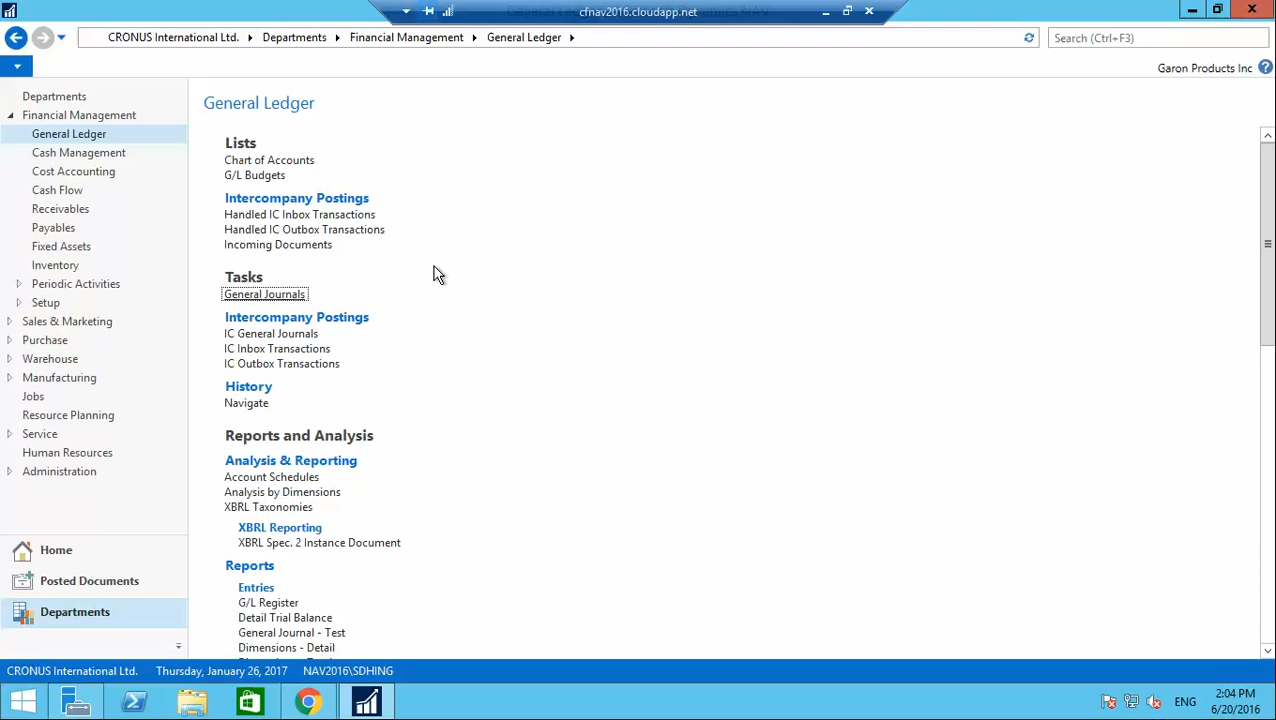 cfnav2016.cloudapp.net
CRONUS International Ltd. Departments Financial Management General Ledger
Search (Ctrl+F3)
Garon Products Inc
Departments
Financial Management
General Ledger
Cash Management
Cost Accounting
Cash Flow
Receivables
Payables
Fixed Assets
Inventory
Periodic Activities
Setup
Sales & Marketing
Purchase
Warehouse
Manufacturing
Jobs
Resource Planning
Service
Human Resources
Administration
Home
Posted Documents
Departments
General Ledger
Lists
Chart of Accounts
G/L Budgets
Intercompany Postings
Handled IC Inbox Transactions
Handled IC Outbox Transactions
Incoming Documents
Tasks
General Journals
Intercompany Postings
IC General Journals
IC Inbox Transactions
IC Outbox Transactions
History
Navigate
Reports and Analysis
Analysis & Reporting
Account Schedules
Analysis by Dimensions
XBRL Taxonomies
XBRL Reporting
XBRL Spec. 2 Instance Document
Reports
Entries
G/L Register
Detail Trial Balance
General Journal - Test
Dimensions - Detail
CRONUS International Ltd. Thursday, January 26, 2017 NAV2016\SDHING
ENG
2:04 PM
6/20/2016